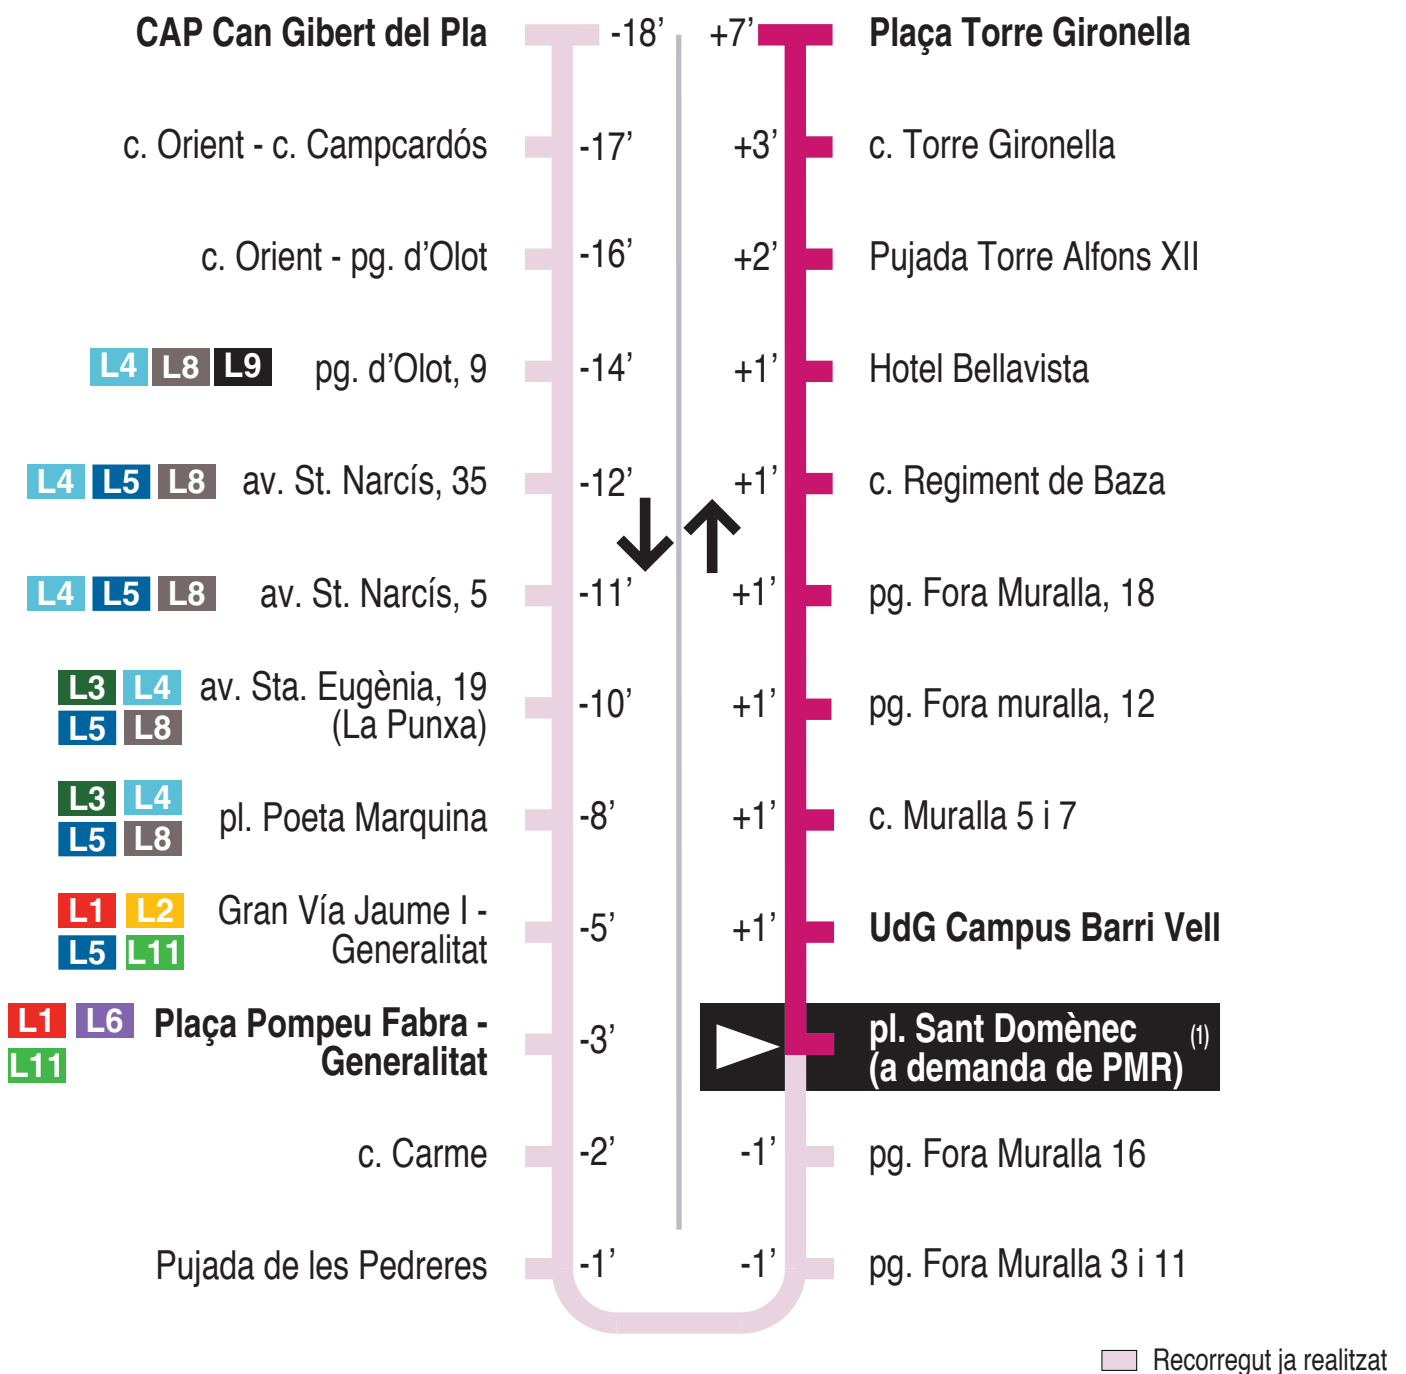 CAP Can Gibert del Pla -18’
c. Orient - c. Campcardós -17’
c. Orient - pg. d’Olot -16’
L4 L8 L9 pg. d’Olot, 9 -14’
L4 L5 L8 av. St. Narcís, 35 -12’
L4 L5 L8 av. St. Narcís, 5 -11’
L3 L4 av. Sta. Eugènia, 19 -10’
L5 L8 (La Punxa)
L3 L4 pl. Poeta Marquina -8’
L5 L8
L1 L2 Gran Vía Jaume I - -5’
L5 L11 Generalitat
L1 L6 Plaça Pompeu Fabra - -3’
L11 Generalitat
c. Carme -2’
Pujada de les Pedreres -1’
+7’ Plaça Torre Gironella
+3’ c. Torre Gironella
+2’ Pujada Torre Alfons XII
+1’ Hotel Bellavista
+1’ c. Regiment de Baza
+1’ pg. Fora Muralla, 18
+1’ pg. Fora muralla, 12
+1’ c. Muralla 5 i 7
+1’ UdG Campus Barri Vell
pl. Sant Domènec (1)
(a demanda de PMR)
-1’ pg. Fora Muralla 16
-1’ pg. Fora Muralla 3 i 11
Recorregut ja realitzat